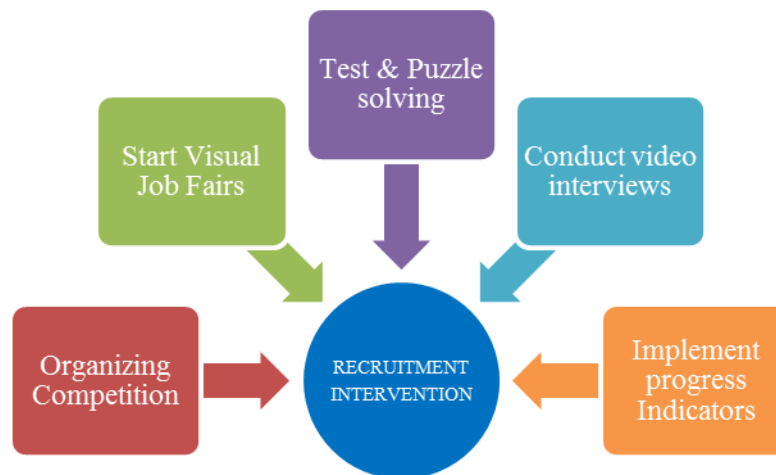 Test & Puzzle
solving
Start Visual
Job Fairs
Conduct video
interviews
Organizing
Competition
RECRUITMENT
INTERVENTION
Implement
progress
Indicators